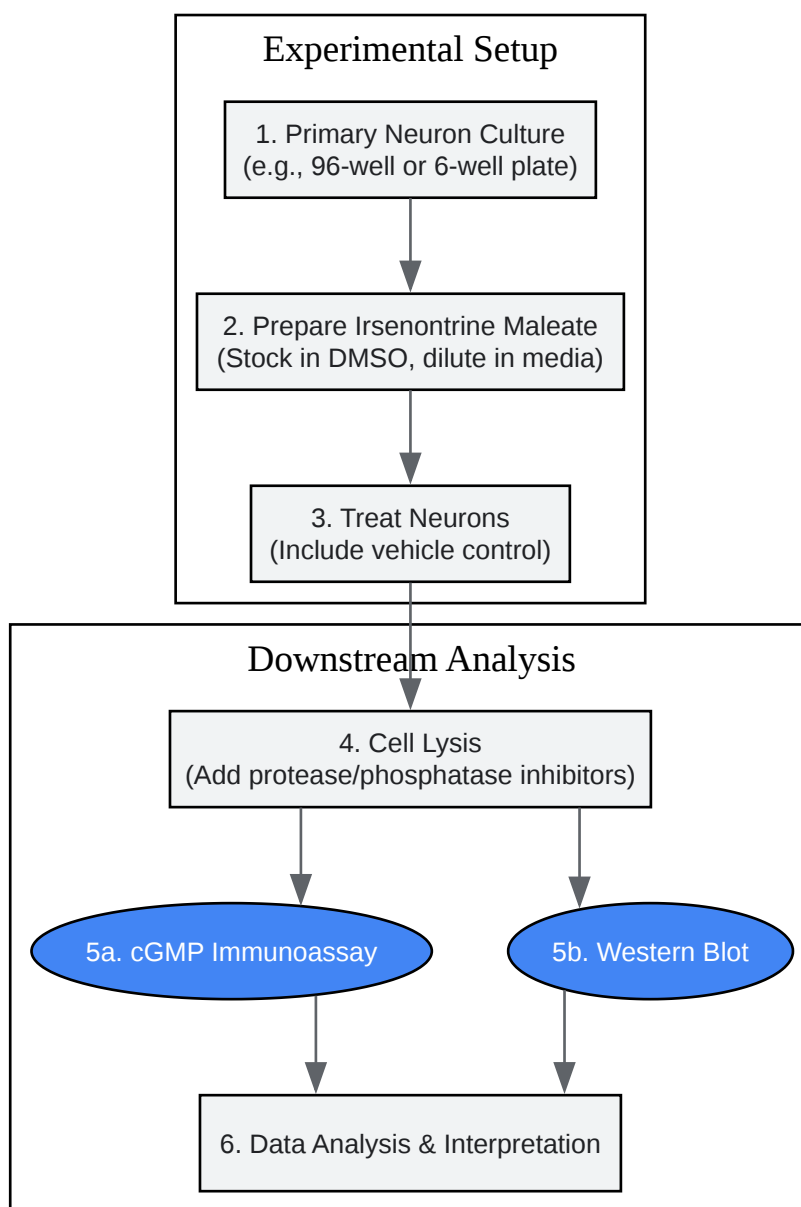 Experimental Setup
1. Primary Neuron Culture
(e.g., 96-well or 6-well plate)
2. Prepare Irsenontrine Maleate
(Stock in DMSO, dilute in media)
3. Treat Neurons
(Include vehicle control)
Downstream Analysis
4. Cell Lysis
(Add protease/phosphatase inhibitors)
5a. cGMP Immunoassay
5b. Western Blot
6. Data Analysis & Interpretation